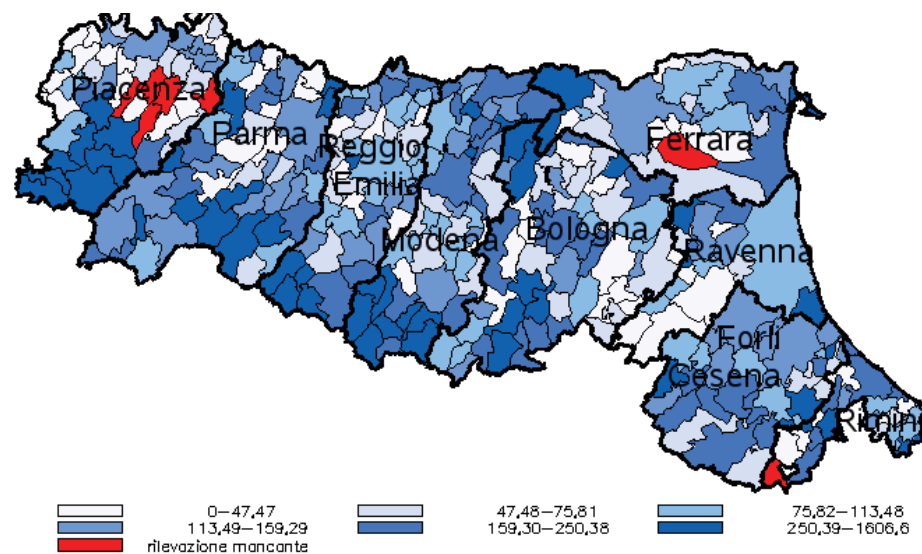 Piacenza
Parma
Reggio
Emilia
Modena
Bologna
Ferrara
Ravenna
Forlì
Cesena
Rimini
0-47,47
47,48-75,81
75,82-113,48
113,49-159,29
159,30-250,38
250,39-1606,6
rilevazione mancante